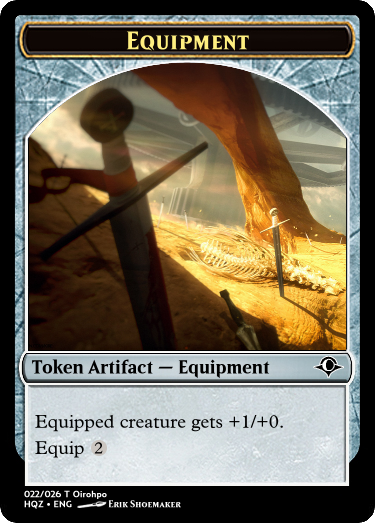 Equipment
Token Artifact — Equipment
Equipped creature gets +1/+0.
Equip 2
022/026 T Oirohpo
HQZ • ENG Erik Shoemaker